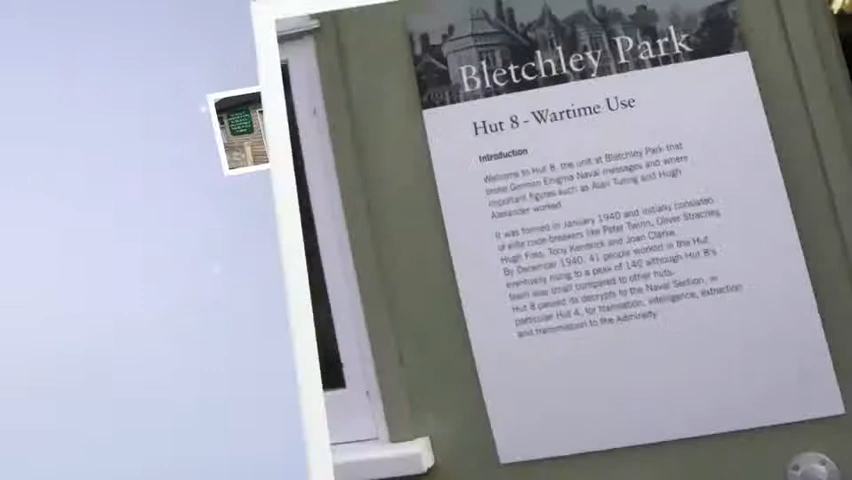 Bletchley Park
Hut 8 - Wartime Use
Introduction
Welcome to Hut 8, the unit at Bletchley Park that
broke German Enigma Naval messages and where
important figures such as Alan Turing and Hugh
Alexander worked.
It was formed in January 1940 and initially consisted
of elite code-breakers like Peter Twinn, Oliver Strachey,
Hugh Foss, Tony Kendrick and Joan Clarke.
By December 1940, 41 people worked in the Hut
eventually rising to a peak of 140 although Hut 8's
team was small compared to other huts.
Hut 8 passed its decrypts to the Naval Section, in
particular Hut 4, for translation, intelligence, extraction
and transmission to the Admiralty.